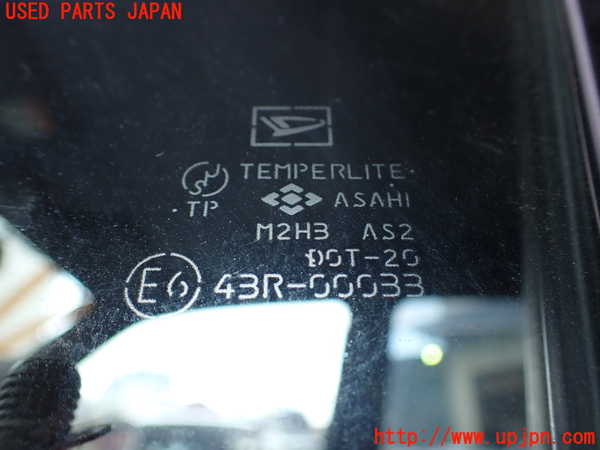 USED PARTS JAPAN
TEMPERLITE
TP
ASAHI
M2H3 AS2
DOT-20
E6 43R-00033
http://www.upjpn.com/